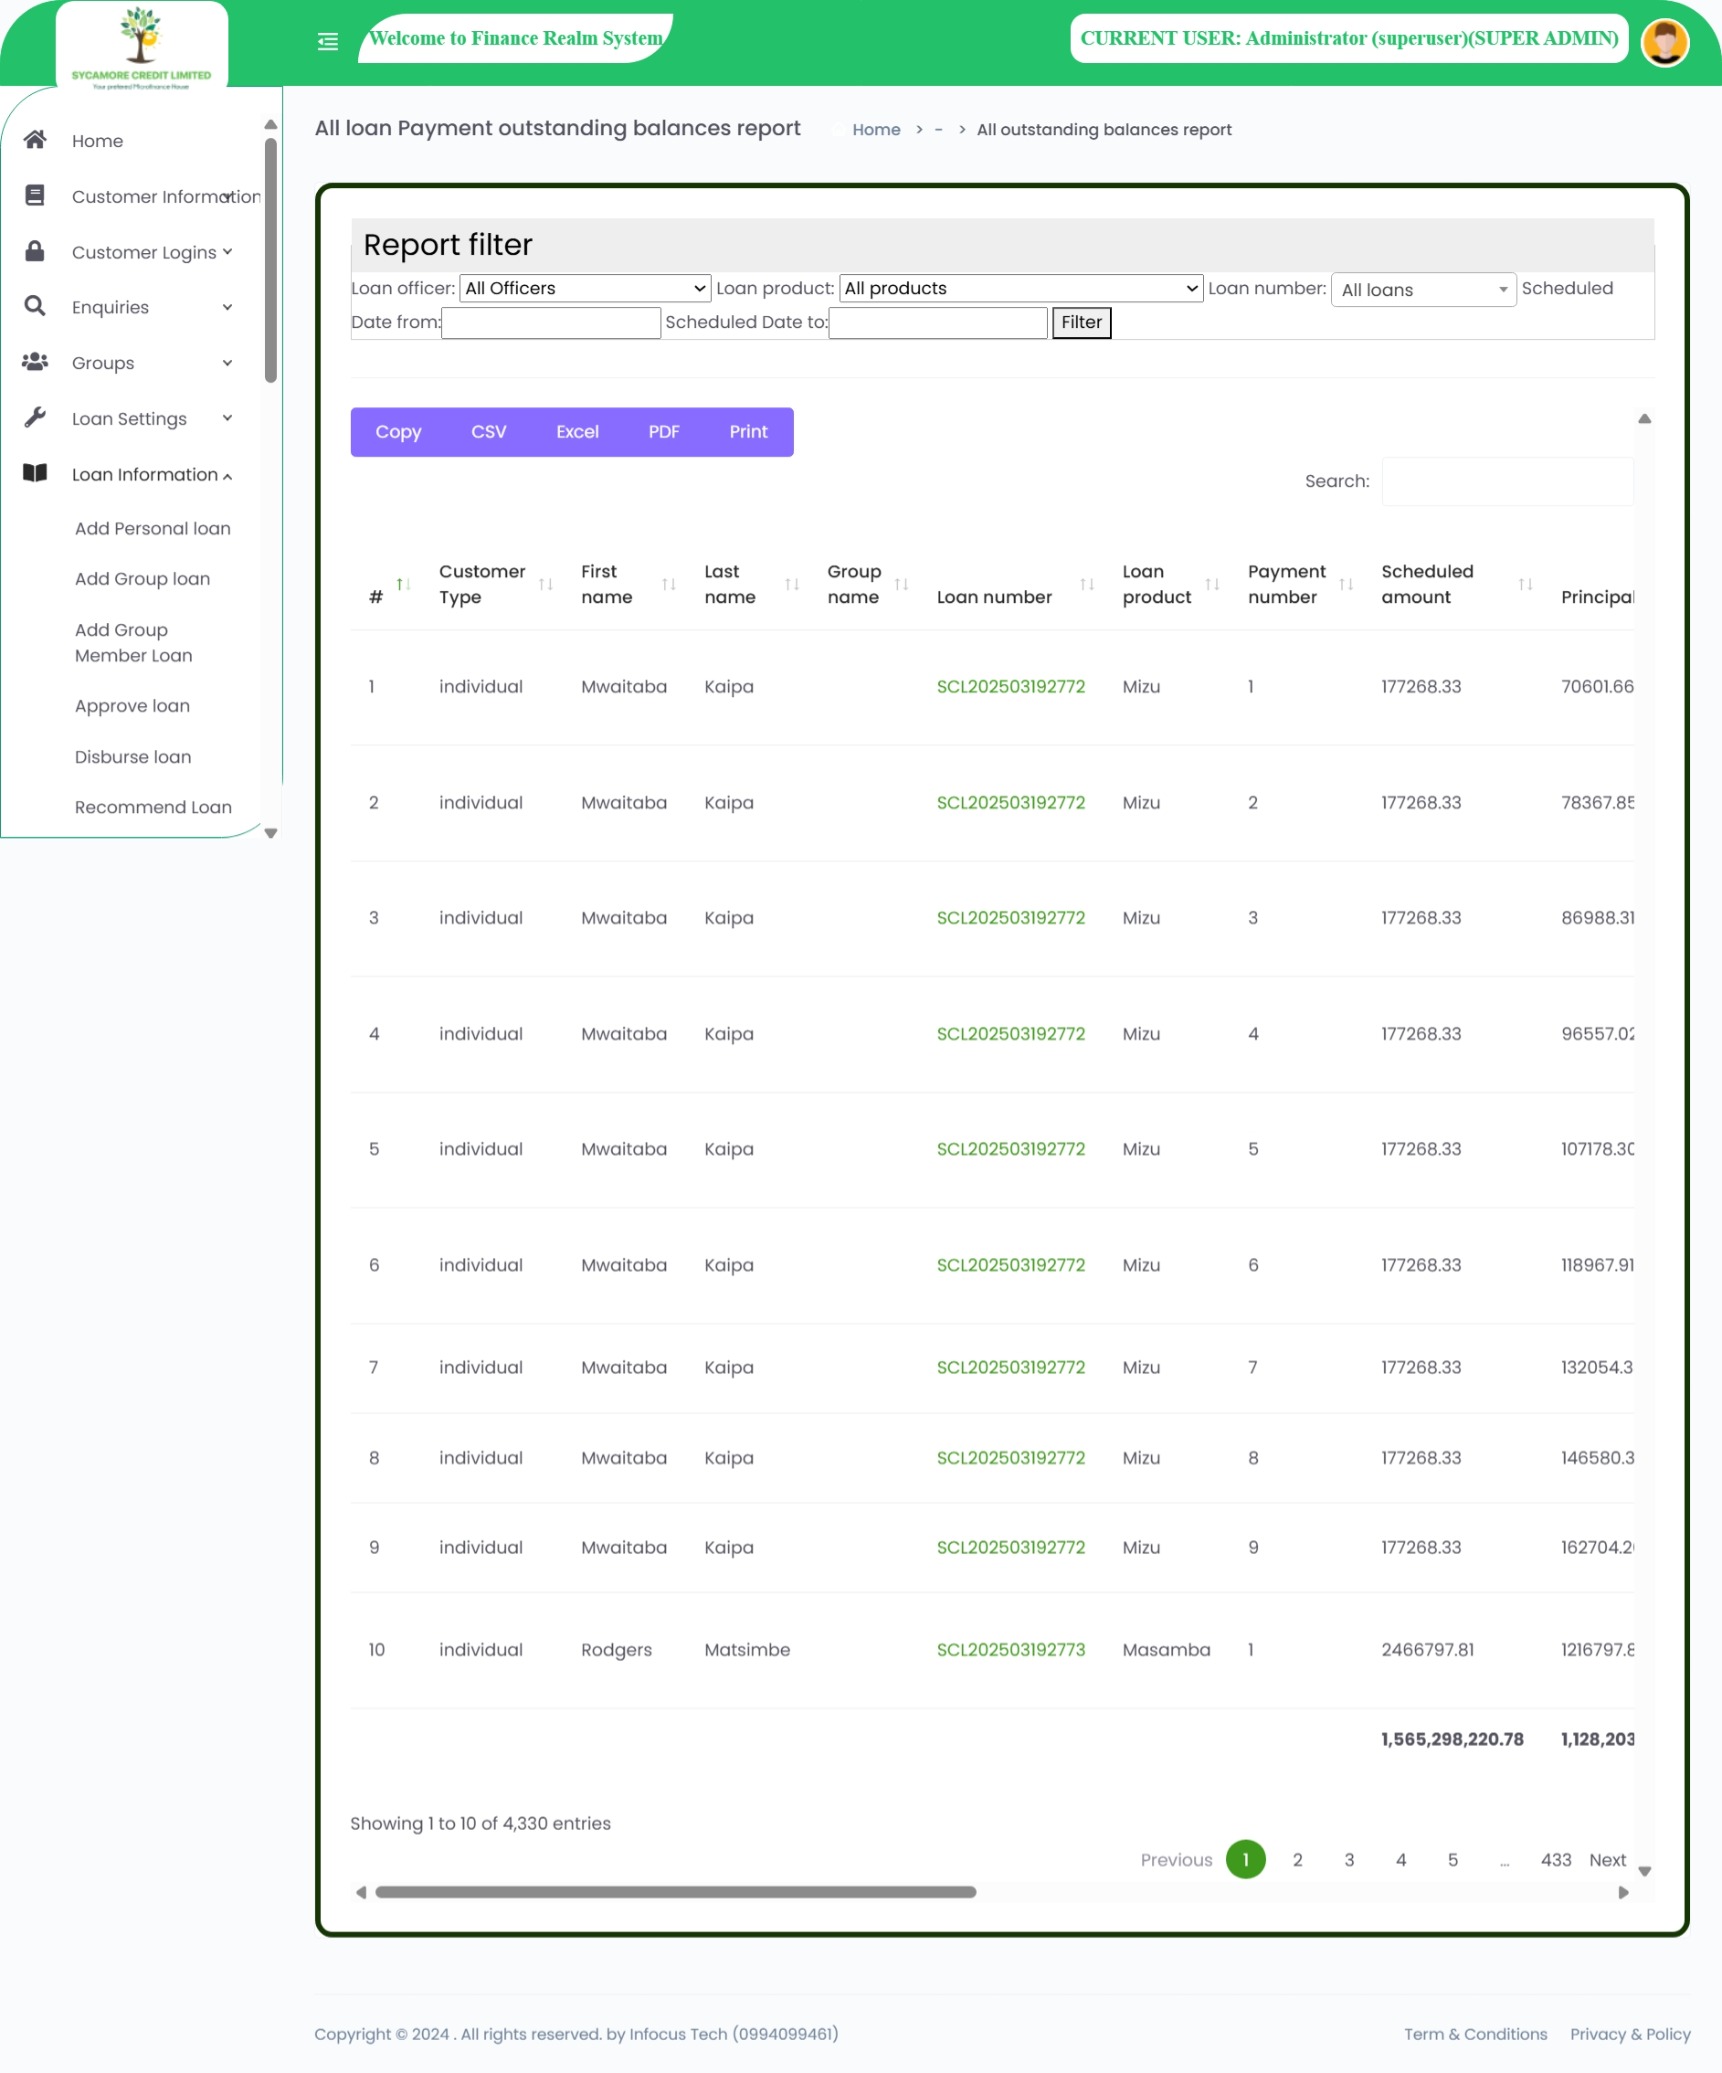 SYCAMORE CREDIT LIMITED
Your prefered Microfinance House
Welcome to Finance Realm System
CURRENT USER: Administrator (superuser)(SUPER ADMIN)
Home
Customer Information
Customer Logins
Enquiries
Groups
Loan Settings
Loan Information
Add Personal loan
Add Group loan
Add Group
Member Loan
Approve loan
Disburse loan
Recommend Loan
All loan Payment outstanding balances report
Home > - > All outstanding balances report
Report filter
Loan officer: All Officers Loan product: All products Loan number: All loans Scheduled
Date from: Scheduled Date to: Filter
Copy CSV Excel PDF Print
Search:
# Customer Type First name Last name Group name Loan number Loan product Payment number Scheduled amount Principal
1 individual Mwaitaba Kaipa SCL202503192772 Mizu 1 177268.33 70601.66
2 individual Mwaitaba Kaipa SCL202503192772 Mizu 2 177268.33 78367.85
3 individual Mwaitaba Kaipa SCL202503192772 Mizu 3 177268.33 86988.31
4 individual Mwaitaba Kaipa SCL202503192772 Mizu 4 177268.33 96557.02
5 individual Mwaitaba Kaipa SCL202503192772 Mizu 5 177268.33 107178.30
6 individual Mwaitaba Kaipa SCL202503192772 Mizu 6 177268.33 118967.91
7 individual Mwaitaba Kaipa SCL202503192772 Mizu 7 177268.33 132054.3
8 individual Mwaitaba Kaipa SCL202503192772 Mizu 8 177268.33 146580.3
9 individual Mwaitaba Kaipa SCL202503192772 Mizu 9 177268.33 162704.2
10 individual Rodgers Matsimbe SCL202503192773 Masamba 1 2466797.81 1216797.8
1,565,298,220.78 1,128,203
Showing 1 to 10 of 4,330 entries
Previous 1 2 3 4 5 ... 433 Next
Copyright © 2024 . All rights reserved. by Infocus Tech (0994099461)
Term & Conditions Privacy & Policy